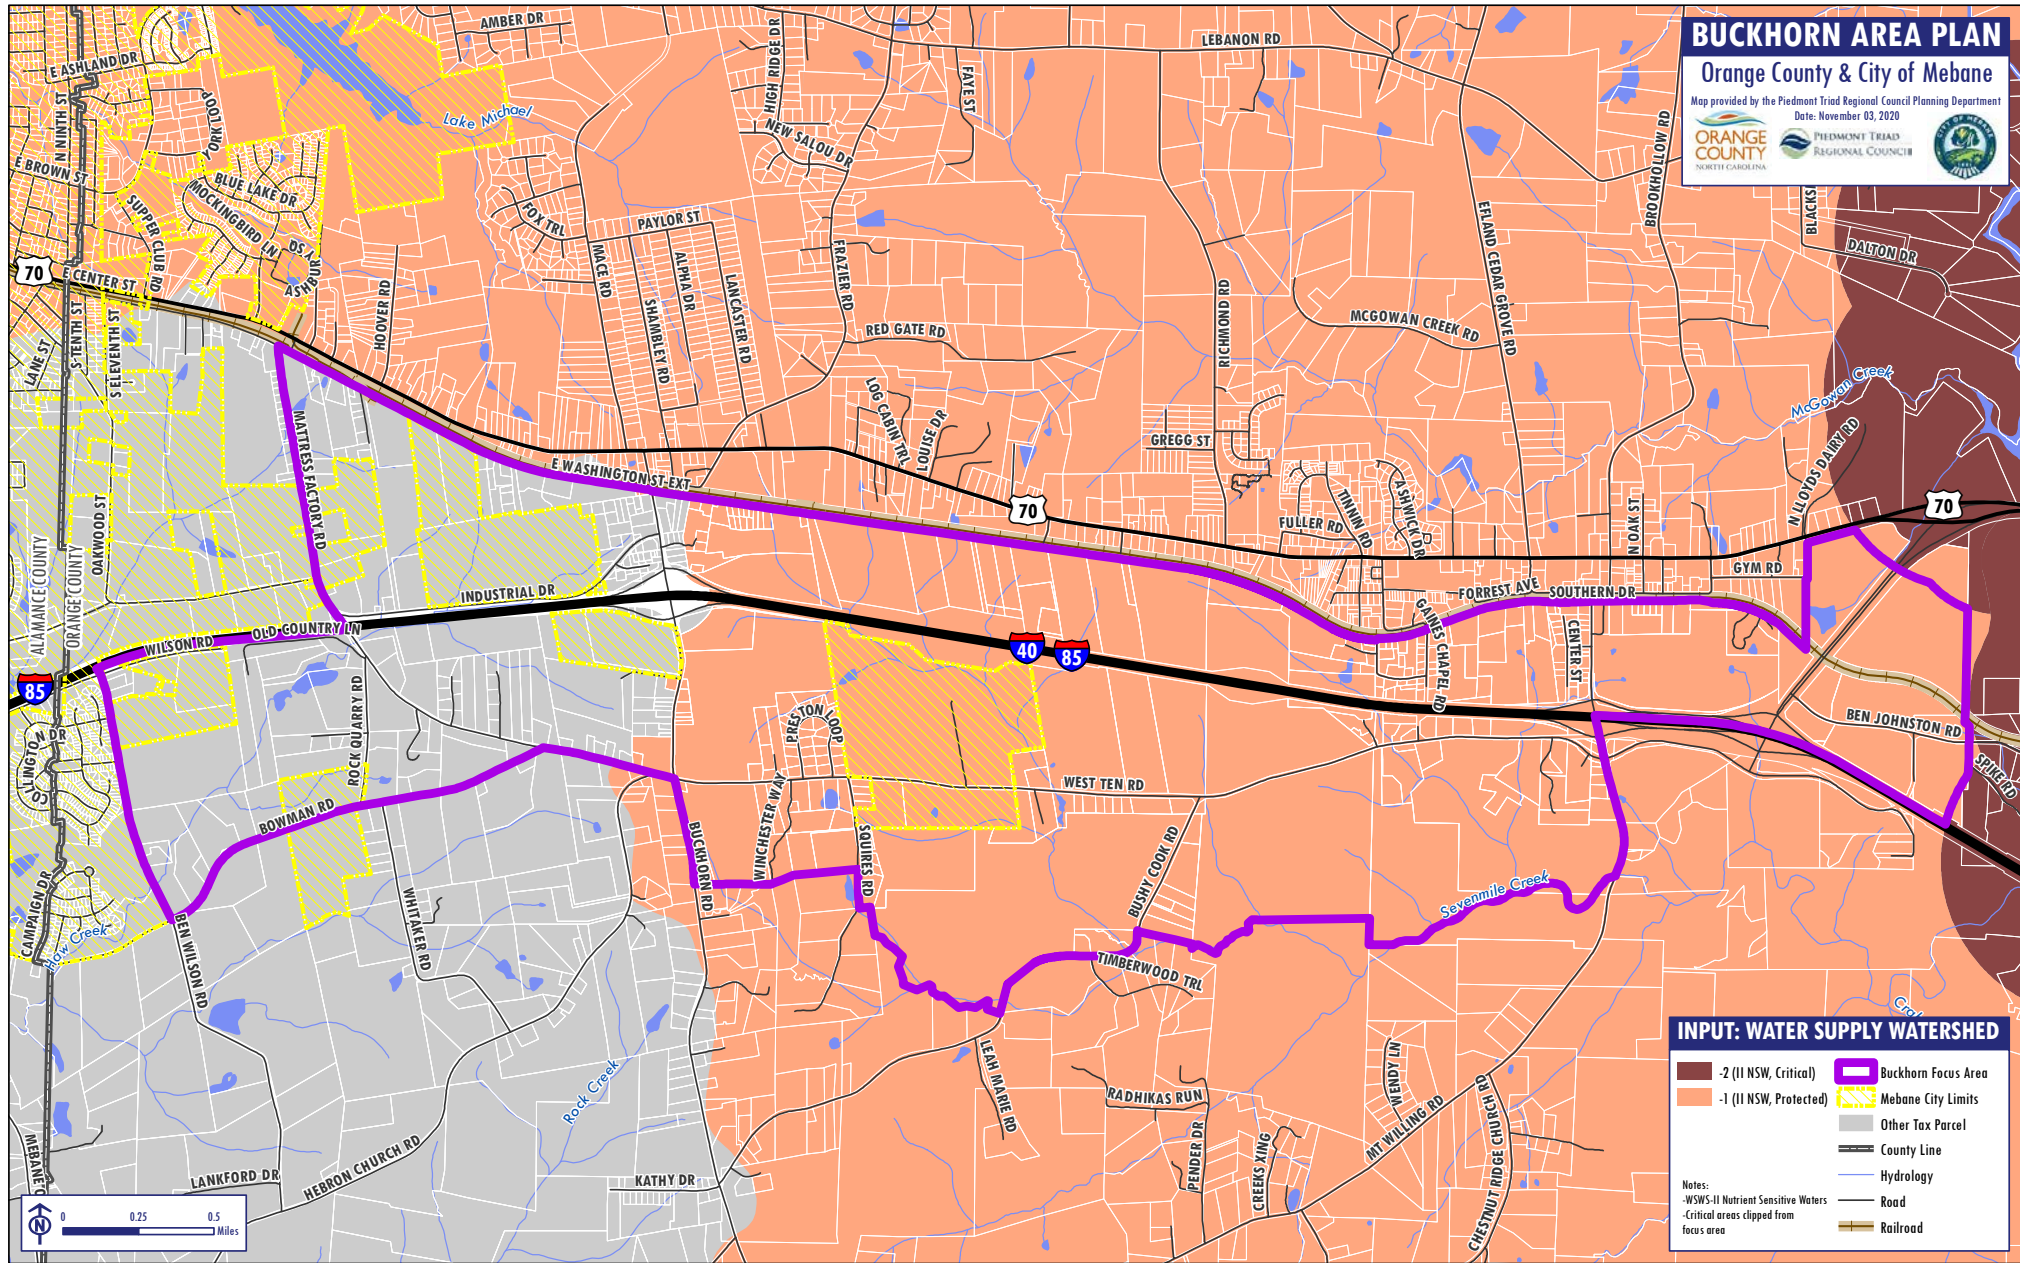 BUCKHORN AREA PLAN
Orange County & City of Mebane
Map provided by the Piedmont Triad Regional Council Planning Department
Date: November 03, 2020
ORANGE
COUNTY
NORTH CAROLINA
PIEDMONT TRIAD
REGIONAL COUNCIL
CITY OF MEBANE
AMBER DR
LEBANON RD
E ASHLAND DR
HIGH RIDGE DR
FAYE ST
N NINTH ST
YORK LOOP
Lake Michael
NEW SALOU DR
BROOKHOLLOW RD
E BROWN ST
BLUE LAKE DR
MOCKINGBIRD LN
SUPPER CLUB RD
FOX TRL
PAYLOR ST
EFLAND CEDAR GROVE RD
DALTON DR
70
E CENTER ST
ASHBUR
HOOVER RD
MACE RD
SHAMBLEY RD
ALPHA DR
LANCASTER RD
FRAZIER RD
RED GATE RD
RICHMOND RD
MCGOWAN CREEK RD
LANE ST
S TENTH ST
S ELEVENTH ST
McGowan Creek
MATTRESS FACTORY RD
LOG CABIN TRL
LOUISE DR
GREGG ST
E WASHINGTON ST EXT
70
FULLER RD
TINNIN RD
ASHWICK DR
N OAK ST
N LLOYDS DAIRY RD
70
OAKWOOD ST
ALAMANCE COUNTY
ORANGE COUNTY
INDUSTRIAL DR
GYM RD
FORREST AVE
SOUTHERN DR
GAINES CHAPEL RD
CENTER ST
OLD COUNTRY LN
WILSON RD
40
85
85
COLLINGTON DR
ROCK QUARRY RD
PRESTON LOOP
BEN JOHNSTON RD
SPIKE RD
WEST TEN RD
BOWMAN RD
BUCKHORN RD
WINCHESTER WAY
SQUIRES RD
BUSHY COOK RD
Sevenmile Creek
CAMPAIGN DR
Haw Creek
BEN WILSON RD
WHITAKER RD
TIMBERWOOD TRL
Rock Creek
LEAH MARIE RD
RADHIKAS RUN
WENDY LN
MT WILLING RD
CHESTNUT RIDGE CHURCH RD
PENDER DR
CREEKS XING
LANKFORD DR
HEBRON CHURCH RD
KATHY DR
N
0 0.25 0.5
Miles
INPUT: WATER SUPPLY WATERSHED
-2 (II NSW, Critical)
-1 (II NSW, Protected)
Buckhorn Focus Area
Mebane City Limits
Other Tax Parcel
County Line
Hydrology
Road
Railroad
Notes:
-WSWS-II Nutrient Sensitive Waters
-Critical areas clipped from
focus area